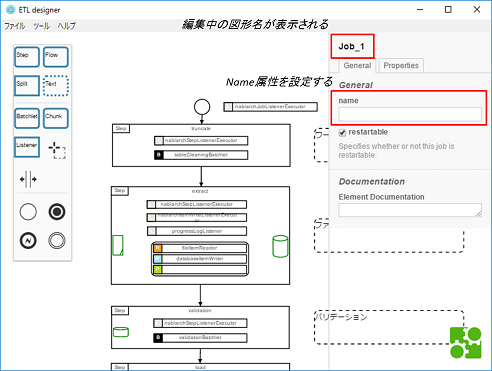 ETL designer
編集中の図形名が表示される
ファイル ツール
Step
Flow
Split
Text
Batchlet
Chunk
Listener
Job_1
General
Properties
Name属性を設定する
General
name
restartable
Specifies whether or not this job is
restartable.
Documentation
Element Documentation
nablarchJobListenerExecutor
Step
truncate
nablarchStepListenerExecutor
B
tableCleaningBatchlet
Step
extract
nablarchStepListenerExecutor
nablarchItemWriteListenerExecut
or
progressLogListener
R
fileItemReader
W
databaseItemWriter
P
ファ
Step
validation
nablarchStepListenerExecutor
B
validationBatchlet
バリデーション
Step
load